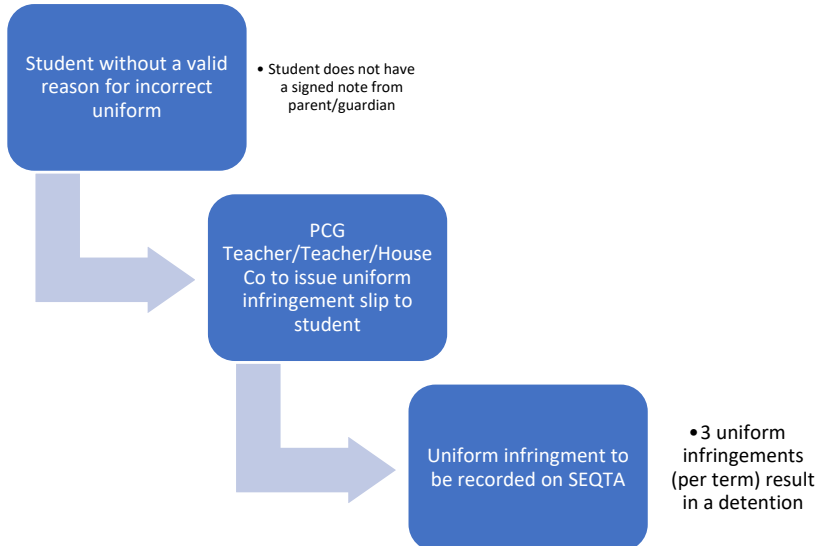 Student without a valid
reason for incorrect
uniform
• Student does not have
a signed note from
parent/guardian
PCG
Teacher/Teacher/House
Co to issue uniform
infringement slip to
student
Uniform infringment to
be recorded on SEQTA
•3 uniform
infringements
(per term) result
in a detention